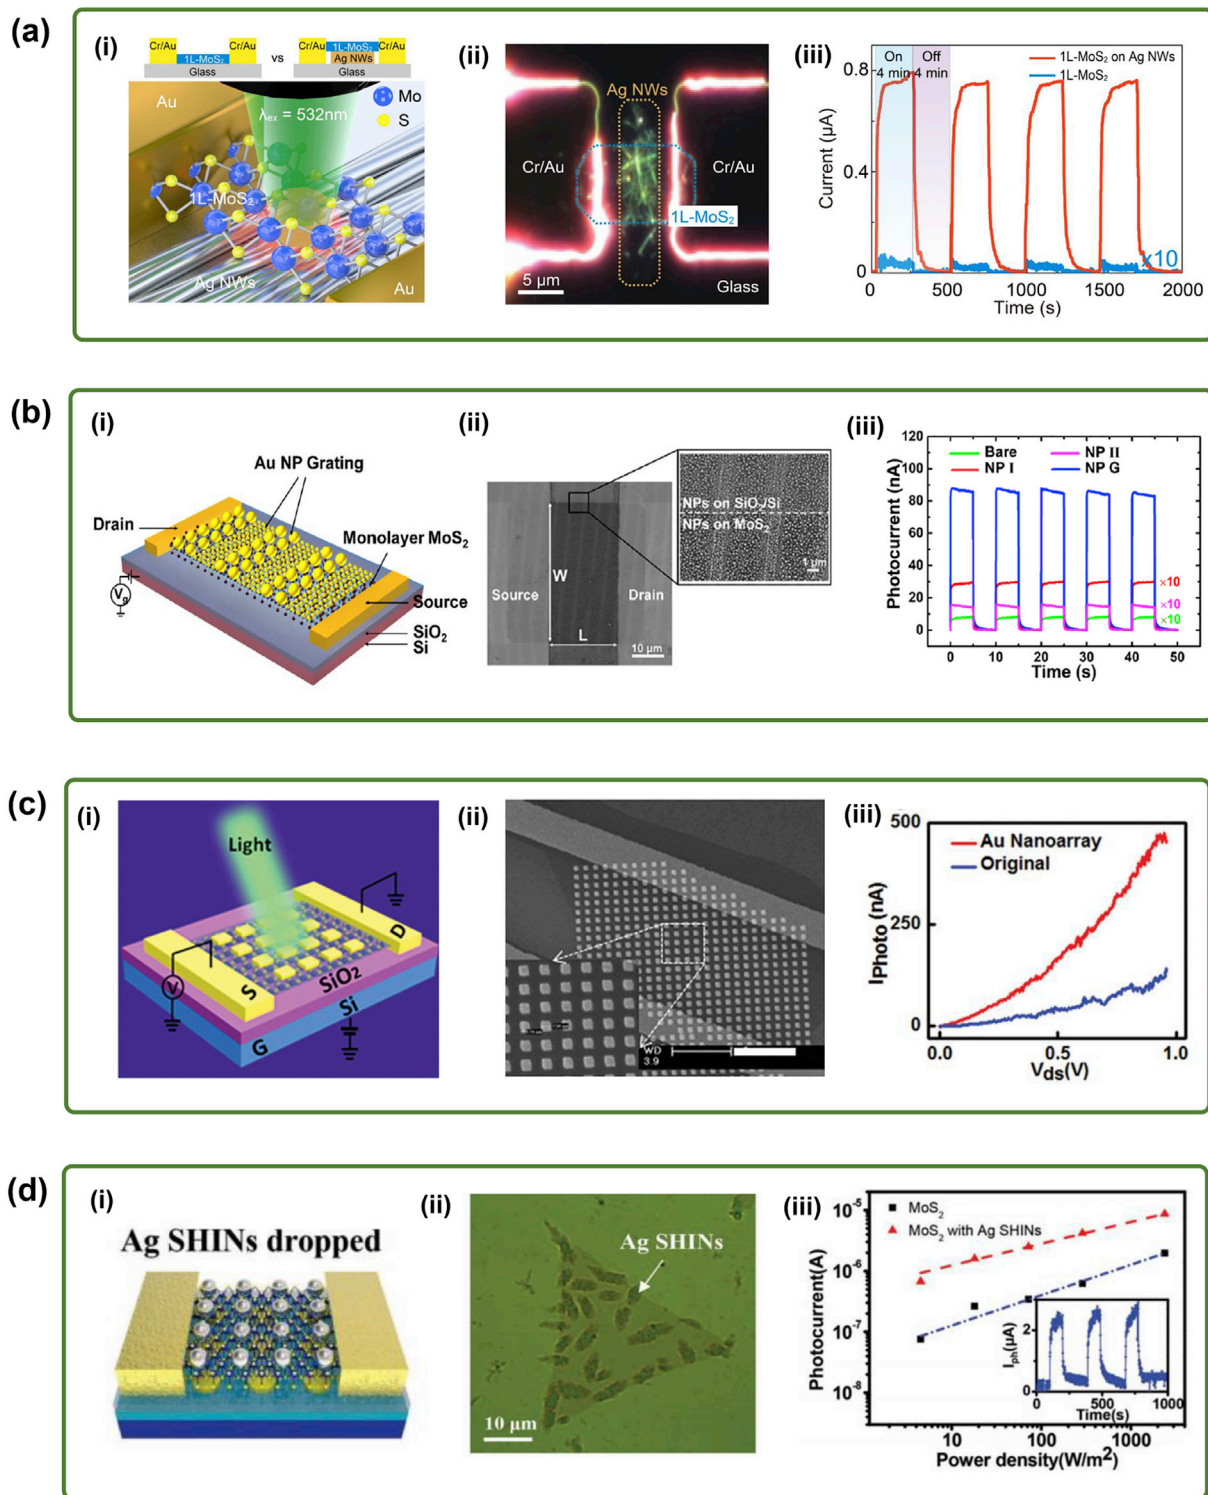 (a)
(i)
Cr/Au
Cr/Au
1L-MoS₂
Glass
vs
Cr/Au
1L-MoS₂
Cr/Au
Ag NWs
Glass
Au
λex = 532nm
Mo
S
1L-MoS₂
Ag NWs
Au
(ii)
Ag NWs
Cr/Au
Cr/Au
1L-MoS₂
5 μm
Glass
(iii)
On
4 min
Off
4 min
1L-MoS₂ on Ag NWs
1L-MoS₂
0.8
0.4
0
Current (μA)
×10
0
500
1000
1500
2000
Time (s)
(b)
(i)
Au NP Grating
Drain
Monolayer MoS₂
Vg
Source
SiO₂
Si
(ii)
NPs on SiO₂/Si
NPs on MoS₂
1 μm
Source
W
Drain
L
10 μm
(iii)
Bare
NP I
NP II
NP G
120
100
80
60
40
20
0
Photocurrent (nA)
×10
×10
×10
0
10
20
30
40
50
Time (s)
(c)
(i)
Light
D
S
V
SiO₂
Si
G
(ii)
WD
3.9
(iii)
500
250
0
IPhoto (nA)
Au Nanoarray
Original
0.0
0.5
1.0
Vds(V)
(d)
(i)
Ag SHINs dropped
(ii)
Ag SHINs
10 μm
(iii)
MoS₂
MoS₂ with Ag SHINs
10⁻⁵
10⁻⁶
10⁻⁷
10⁻⁸
Photocurrent(A)
Iph(μA)
2
0
0
500
1000
Time(s)
10
100
1000
Power density(W/m²)